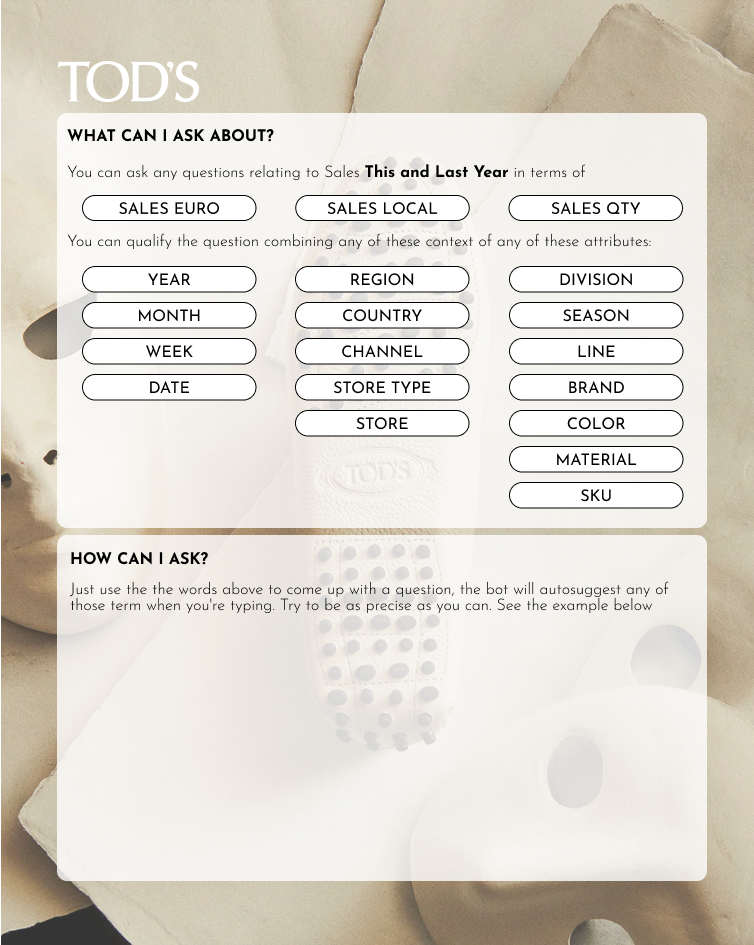 TOD'S
WHAT CAN I ASK ABOUT?
You can ask any questions relating to Sales This and Last Year in terms of
SALES EURO SALES LOCAL SALES QTY
You can qualify the question combining any of these context of any of these attributes:
YEAR REGION DIVISION
MONTH COUNTRY SEASON
WEEK CHANNEL LINE
DATE STORE TYPE BRAND
STORE COLOR
MATERIAL
TOD'S
SKU
HOW CAN I ASK?
Just use the the words above to come up with a question, the bot will autosuggest any of
those term when you're typing. Try to be as precise as you can. See the example below